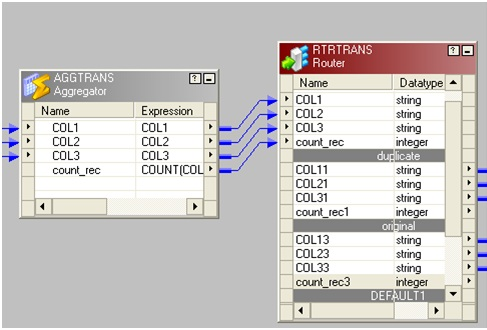 AGGTRANS
Aggregator
Name Expression
COL1 COL1
COL2 COL2
COL3 COL3
count_rec COUNT(COL
RTRTRANS
Router
Name Datatype
COL1 string
COL2 string
COL3 string
count_rec integer
duplicate
COL11 string
COL21 string
COL31 string
count_rec1 integer
original
COL13 string
COL23 string
COL33 string
count_rec3 integer
DEFAULT1